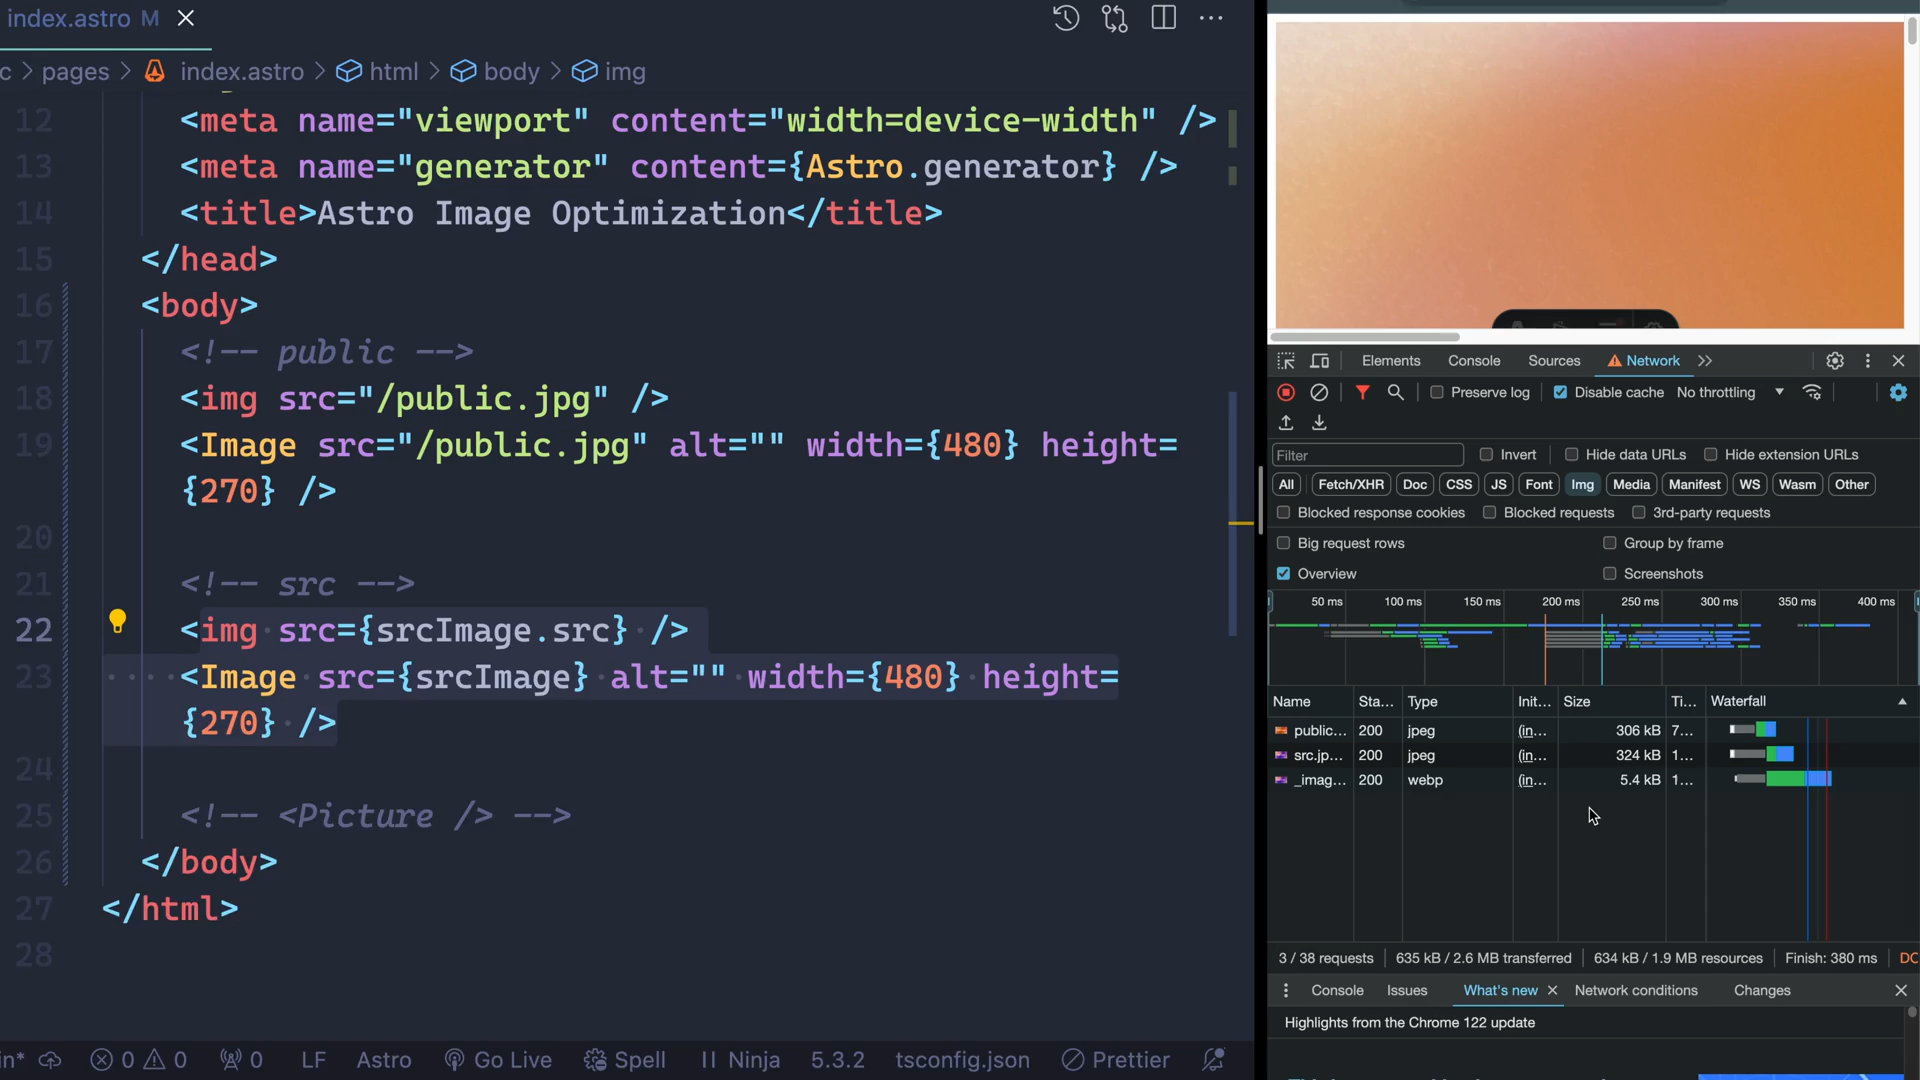 index.astro M
c > pages > index.astro > html > body > img
12 <meta name="viewport" content="width=device-width" />
13 <meta name="generator" content={Astro.generator} />
14 <title>Astro Image Optimization</title>
15 </head>
16 <body>
17 <!-- public -->
18 <img src="/public.jpg" />
19 <Image src="/public.jpg" alt="" width={480} height=
{270} />
20
21 <!-- src -->
22 <img src={srcImage.src} />
23 <Image src={srcImage} alt="" width={480} height=
{270} />
24
25 <!-- <Picture /> -->
26 </body>
27 </html>
28
in* 0 0 0 LF Astro Go Live Spell Ninja 5.3.2 tsconfig.json Prettier
Elements Console Sources Network
Preserve log Disable cache No throttling
Filter Invert Hide data URLs Hide extension URLs
All Fetch/XHR Doc CSS JS Font Img Media Manifest WS Wasm Other
Blocked response cookies Blocked requests 3rd-party requests
Big request rows Group by frame
Overview Screenshots
50 ms 100 ms 150 ms 200 ms 250 ms 300 ms 350 ms 400 ms
Name Sta... Type Init... Size Ti... Waterfall
public... 200 jpeg (in... 306 kB 7...
src.jp... 200 jpeg (in... 324 kB 1...
_imag... 200 webp (in... 5.4 kB 1...
3 / 38 requests 635 kB / 2.6 MB transferred 634 kB / 1.9 MB resources Finish: 380 ms DC
Console Issues What's new Network conditions Changes
Highlights from the Chrome 122 update